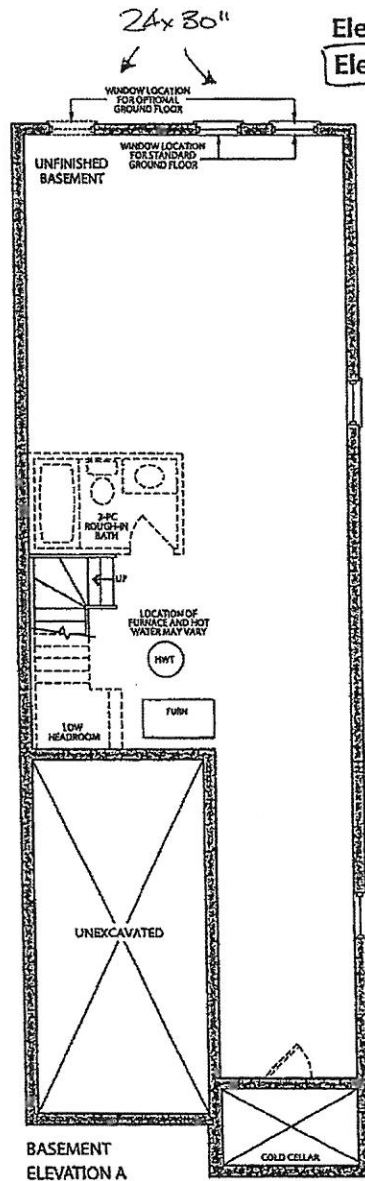 24x30"
Ele
Ele
WINDOW LOCATION
FOR OPTIONAL
GROUND FLOOR
UNFINISHED
BASEMENT
WINDOW LOCATION
FOR STANDARD
GROUND FLOOR
3-PC
ROUGH-IN
BATH
UP
LOCATION OF
FURNACE AND HOT
WATER MAY VARY
HWT
FURN
LOW
HEADROOM
UNEXCAVATED
COLD CELLAR
BASEMENT
ELEVATION A